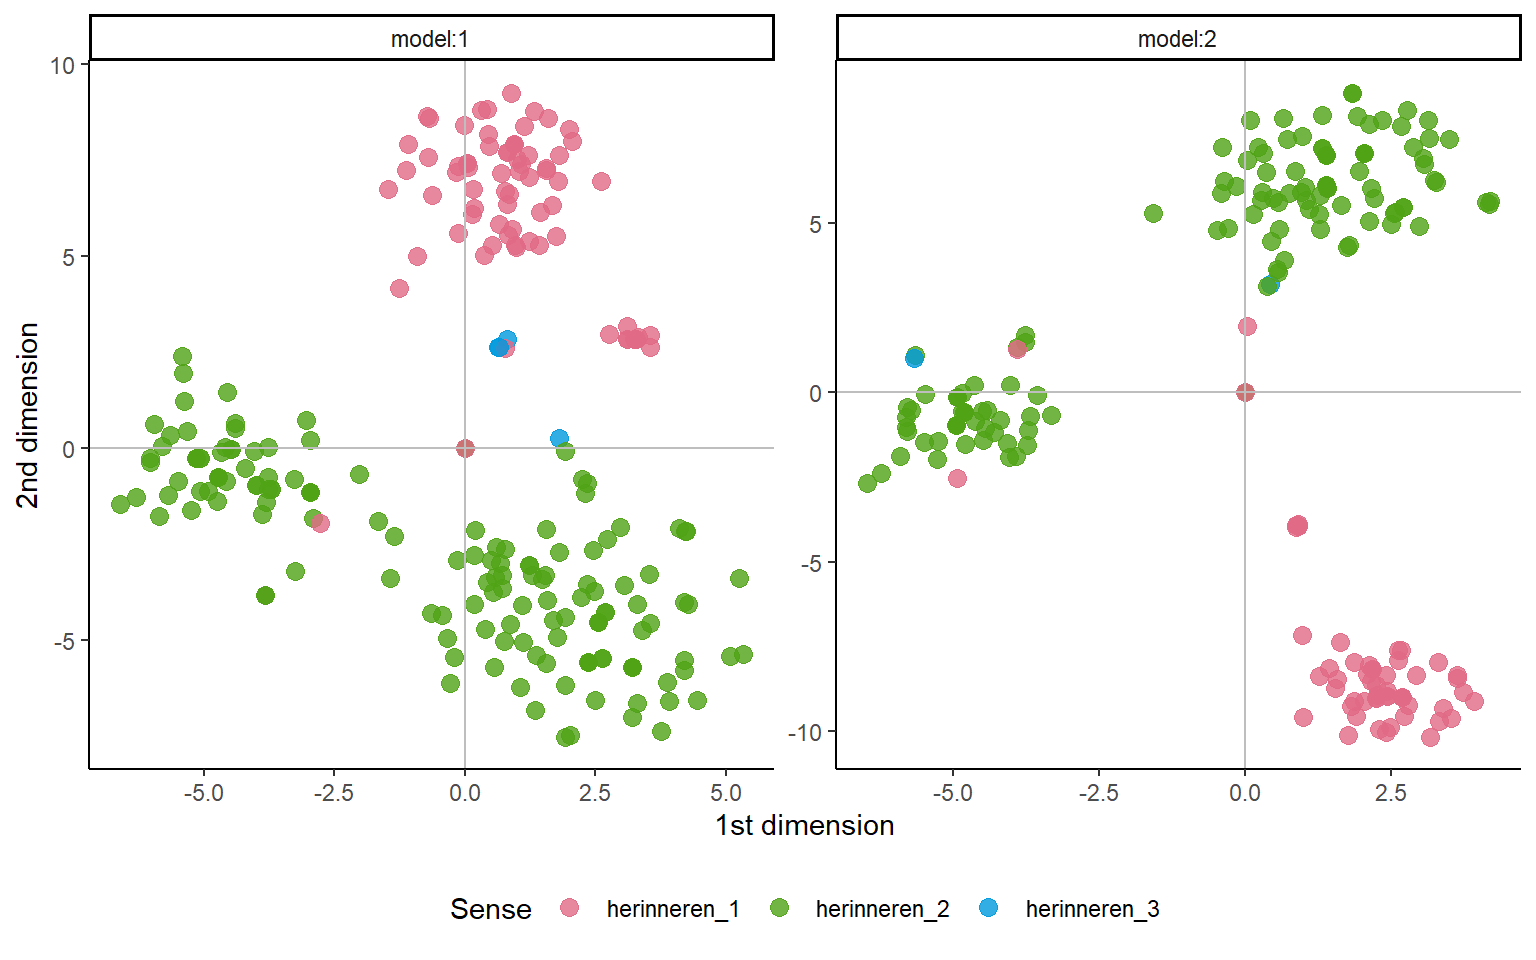 model:1
model:2
10
5
0
-5
5
0
-5
-10
2nd dimension
-5.0 -2.5 0.0 2.5 5.0
-5.0 -2.5 0.0 2.5
1st dimension
Sense herinneren_1 herinneren_2 herinneren_3